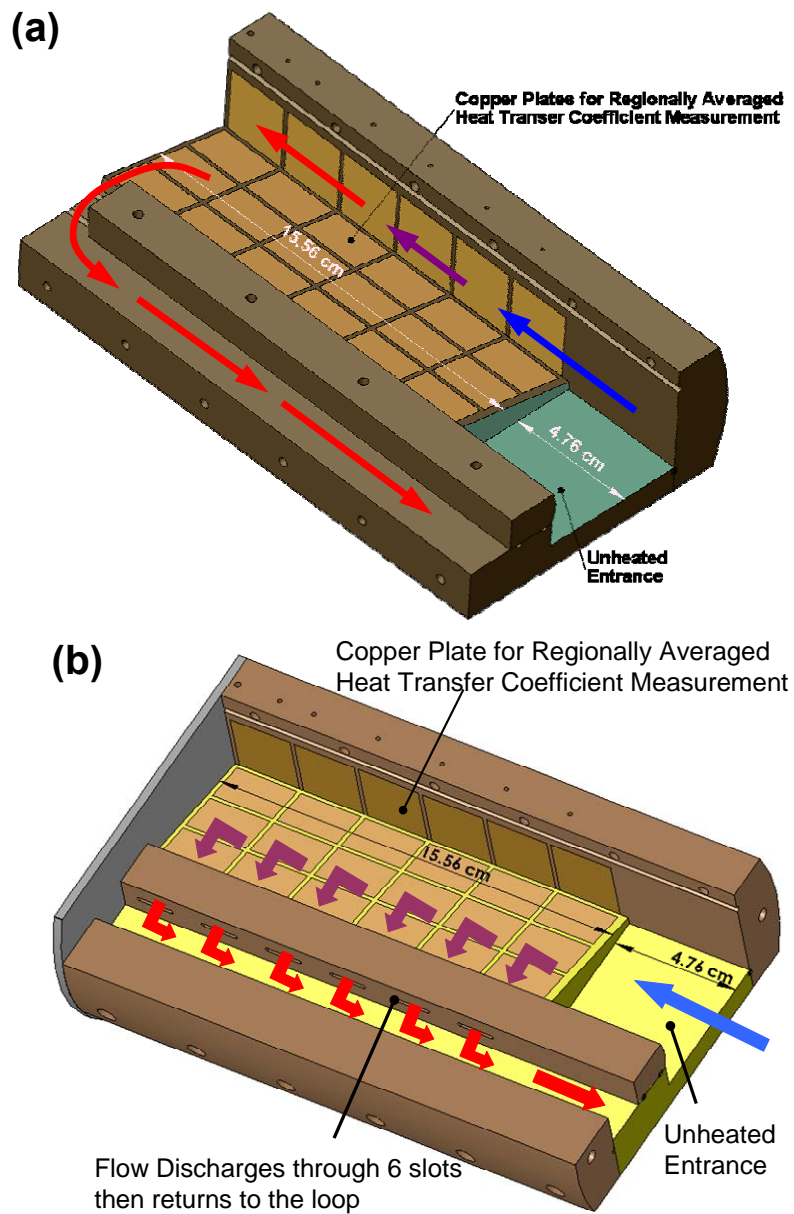 (a)
Copper Plates for Regionally Averaged
Heat Transer Coefficient Measurement
15.56 cm
4.76 cm
Unheated
Entrance
(b)
Copper Plate for Regionally Averaged
Heat Transfer Coefficient Measurement
15.56 cm
4.76 cm
Unheated
Entrance
Flow Discharges through 6 slots
then returns to the loop